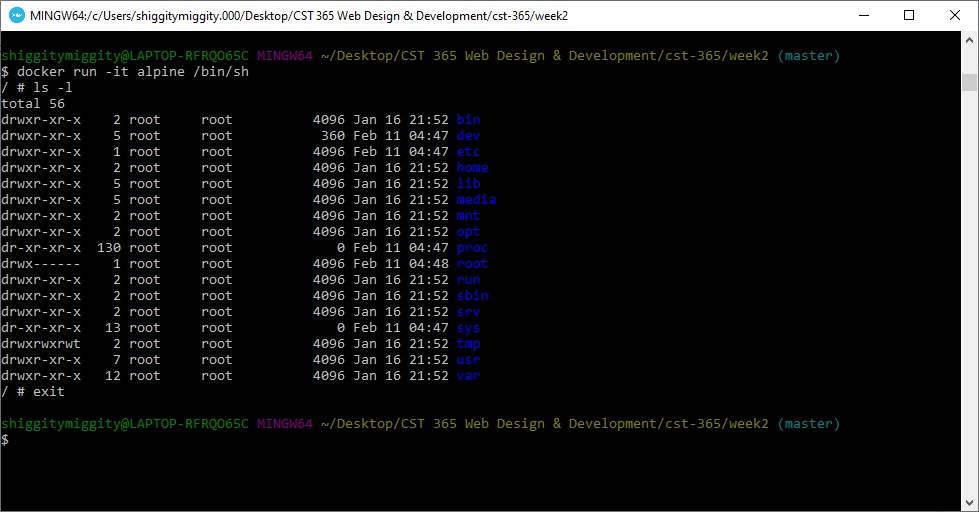 MINGW64:/c/Users/shiggitymiggity.000/Desktop/CST 365 Web Design & Development/cst-365/week2
shiggitymiggity@LAPTOP-RFRQO65C MINGW64 ~/Desktop/CST 365 Web Design & Development/cst-365/week2 (master)
$ docker run -it alpine /bin/sh
/ # ls -l
total 56
drwxr-xr-x    2 root     root          4096 Jan 16 21:52 bin
drwxr-xr-x    5 root     root           360 Feb 11 04:47 dev
drwxr-xr-x    1 root     root          4096 Feb 11 04:47 etc
drwxr-xr-x    2 root     root          4096 Jan 16 21:52 home
drwxr-xr-x    5 root     root          4096 Jan 16 21:52 lib
drwxr-xr-x    5 root     root          4096 Jan 16 21:52 media
drwxr-xr-x    2 root     root          4096 Jan 16 21:52 mnt
drwxr-xr-x    2 root     root          4096 Jan 16 21:52 opt
dr-xr-xr-x  130 root     root             0 Feb 11 04:47 proc
drwx------    1 root     root          4096 Feb 11 04:48 root
drwxr-xr-x    2 root     root          4096 Jan 16 21:52 run
drwxr-xr-x    2 root     root          4096 Jan 16 21:52 sbin
drwxr-xr-x    2 root     root          4096 Jan 16 21:52 srv
dr-xr-xr-x   13 root     root             0 Feb 11 04:47 sys
drwxrwxrwt    2 root     root          4096 Jan 16 21:52 tmp
drwxr-xr-x    7 root     root          4096 Jan 16 21:52 usr
drwxr-xr-x   12 root     root          4096 Jan 16 21:52 var
/ # exit
shiggitymiggity@LAPTOP-RFRQO65C MINGW64 ~/Desktop/CST 365 Web Design & Development/cst-365/week2 (master)
$